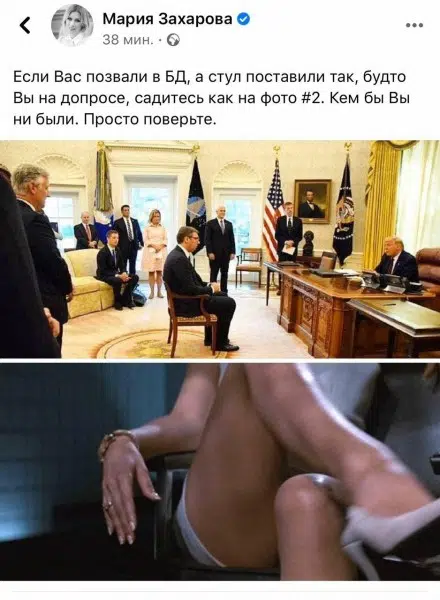 Мария Захарова
38 мин. ·
Если Вас позвали в БД, а стул поставили так, будто
Вы на допросе, садитесь как на фото #2. Кем бы Вы
ни были. Просто поверьте.